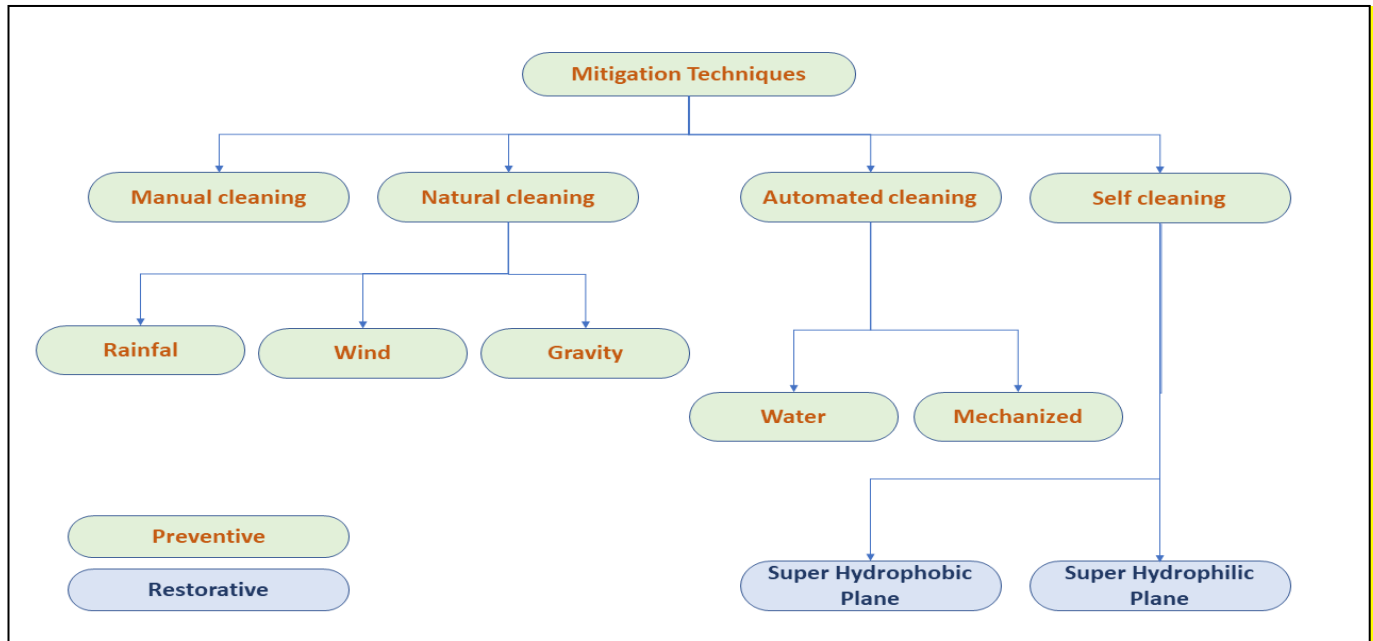 Mitigation Techniques
Manual cleaning
Natural cleaning
Automated cleaning
Self cleaning
Rainfal
Wind
Gravity
Water
Mechanized
Preventive
Restorative
Super Hydrophobic
Plane
Super Hydrophilic
Plane